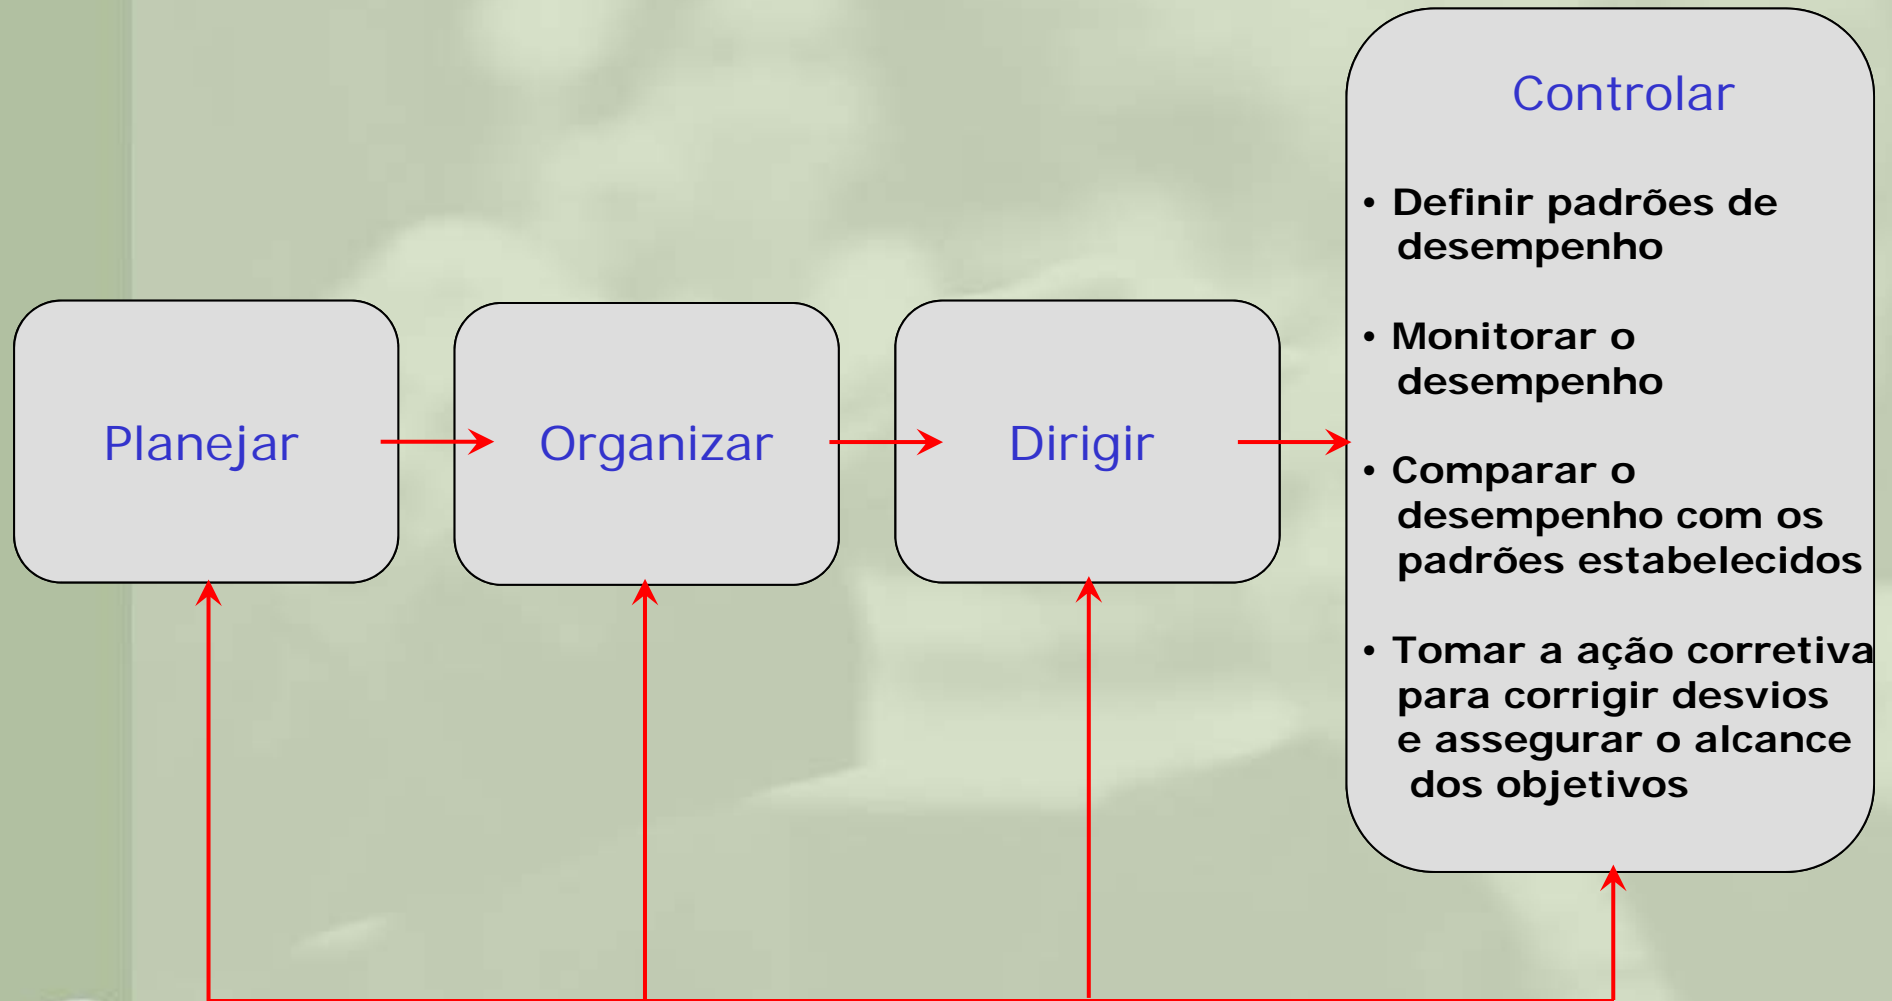 Planejar
Organizar
Dirigir
Controlar
• Definir padrões de
desempenho
• Monitorar o
desempenho
• Comparar o
desempenho com os
padrões estabelecidos
• Tomar a ação corretiva
para corrigir desvios
e assegurar o alcance
dos objetivos